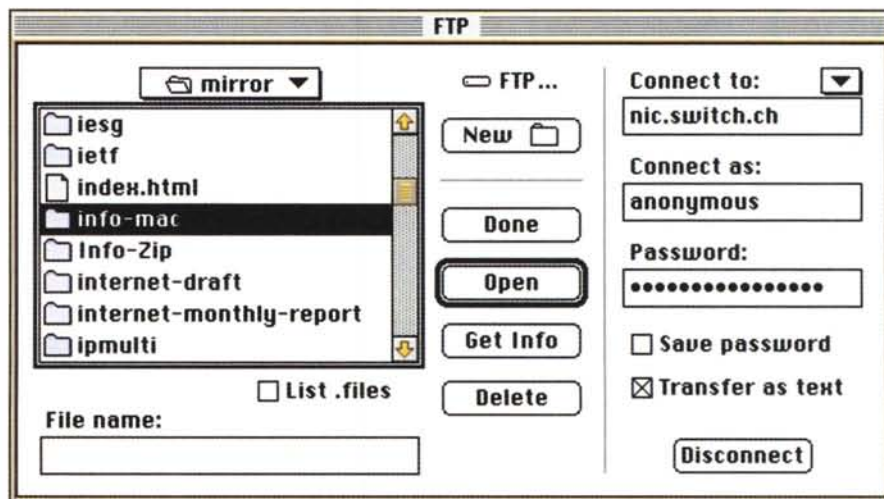 FTP
mirror
iesg
ietf
index.html
info-mac
Info-Zip
internet-draft
internet-monthly-report
ipmulti
List .files
File name:
FTP...
New
Done
Open
Get Info
Delete
Connect to:
nic.switch.ch
Connect as:
anonymous
Password:
••••••••••••••••
Save password
Transfer as text
Disconnect